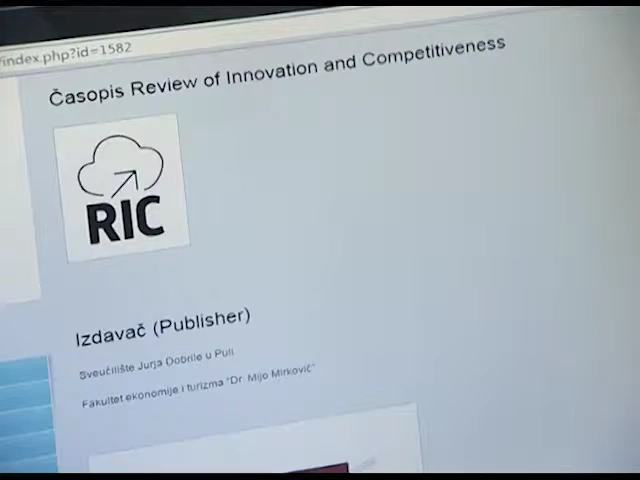 /index.php?id=1582
Časopis Review of Innovation and Competitiveness
RIC
Izdavač (Publisher)
Sveučilište Jurja Dobrile u Puli
Fakultet ekonomije i turizma "Dr. Mijo Mirković"